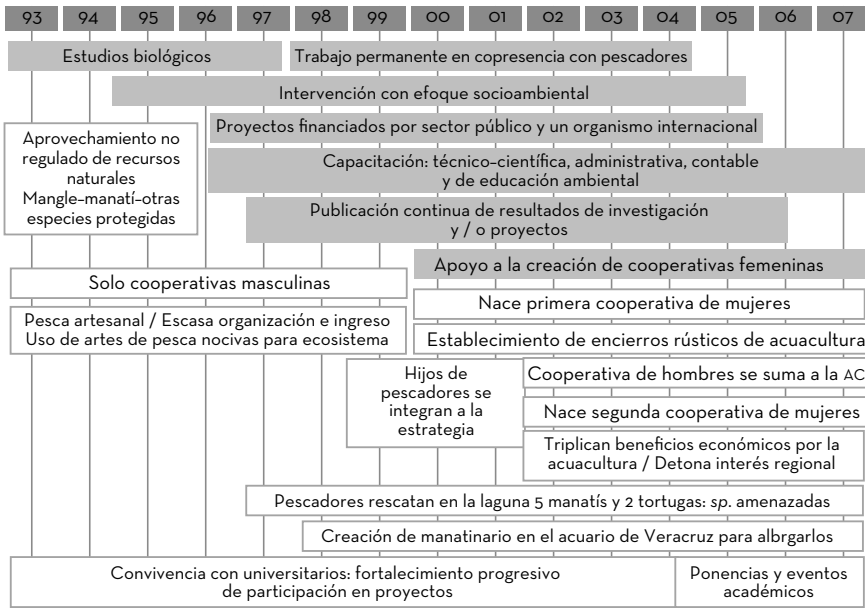 93 94 95 96 97 98 99 00 01 02 03 04 05 06 07
Estudios biológicos
Trabajo permanente en copresencia con pescadores
Intervención con efoque socioambiental
Proyectos financiados por sector público y un organismo internacional
Aprovechamiento no
regulado de recursos
naturales
Mangle-manatí-otras
especies protegidas
Capacitación: técnico-científica, administrativa, contable
y de educación ambiental
Publicación continua de resultados de investigación
y / o proyectos
Apoyo a la creación de cooperativas femeninas
Solo cooperativas masculinas
Nace primera cooperativa de mujeres
Pesca artesanal / Escasa organización e ingreso
Uso de artes de pesca nocivas para ecosistema
Establecimiento de encierros rústicos de acuacultura
Hijos de
pescadores se
integran a la
estrategia
Cooperativa de hombres se suma a la AC
Nace segunda cooperativa de mujeres
Triplican beneficios económicos por la
acuacultura / Detona interés regional
Pescadores rescatan en la laguna 5 manatís y 2 tortugas: sp. amenazadas
Creación de manatinario en el acuario de Veracruz para albrgarlos
Convivencia con universitarios: fortalecimiento progresivo
de participación en proyectos
Ponencias y eventos
académicos